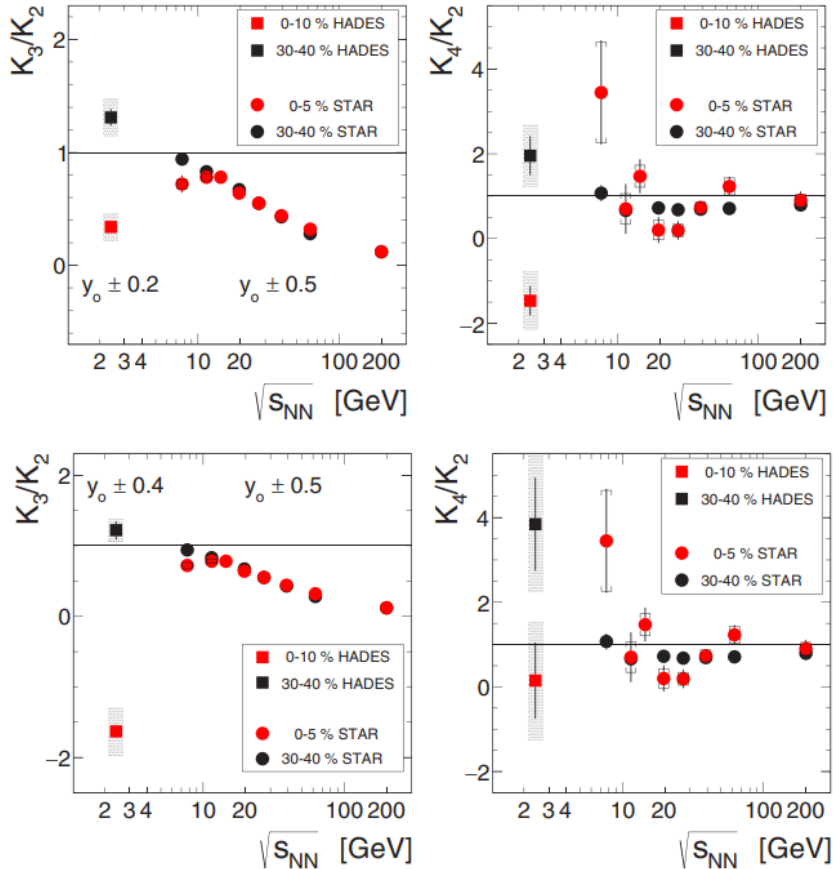 K₃/K₂
2
1
0
0-10 % HADES
30-40 % HADES
0-5 % STAR
30-40 % STAR
yₒ ± 0.2
yₒ ± 0.5
2 3 4 10 20 100 200
√sNN [GeV]
K₄/K₂
4
2
0
−2
0-10 % HADES
30-40 % HADES
0-5 % STAR
30-40 % STAR
2 3 4 10 20 100 200
√sNN [GeV]
K₃/K₂
2
1
0
−2
yₒ ± 0.4
yₒ ± 0.5
0-10 % HADES
30-40 % HADES
0-5 % STAR
30-40 % STAR
2 3 4 10 20 100 200
√sNN [GeV]
K₄/K₂
4
2
0
−2
0-10 % HADES
30-40 % HADES
0-5 % STAR
30-40 % STAR
2 3 4 10 20 100 200
√sNN [GeV]